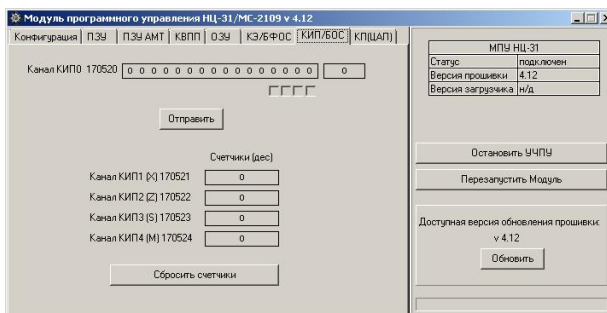 Модуль программного управления НЦ-31/МС-2109 v 4.12
Конфигурация ПЗУ ПЗУ АМТ КВПП ОЗУ КЭ/БФОС КИП/БОС КП(ЦАП)
Канал КИП0 170520 0 0 0 0 0 0 0 0 0 0 0 0 0 0 0 0 0
Отправить
Счетчики (дес)
Канал КИП1 (X) 170521 0
Канал КИП2 (Z) 170522 0
Канал КИП3 (S) 170523 0
Канал КИП4 (М) 170524 0
Сбросить счетчики
МПУ НЦ-31
Статус подключен
Версия прошивки 4.12
Версия загрузчика н/д
Остановить УЧПУ
Перезапустить Модуль
Доступная версия обновления прошивки:
v 4.12
Обновить